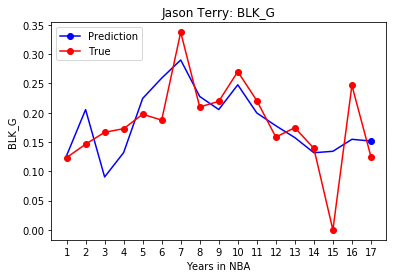 Jason Terry: BLK_G
Prediction
True
BLK_G
0.35
0.30
0.25
0.20
0.15
0.10
0.05
0.00
1 2 3 4 5 6 7 8 9 10 11 12 13 14 15 16 17
Years in NBA